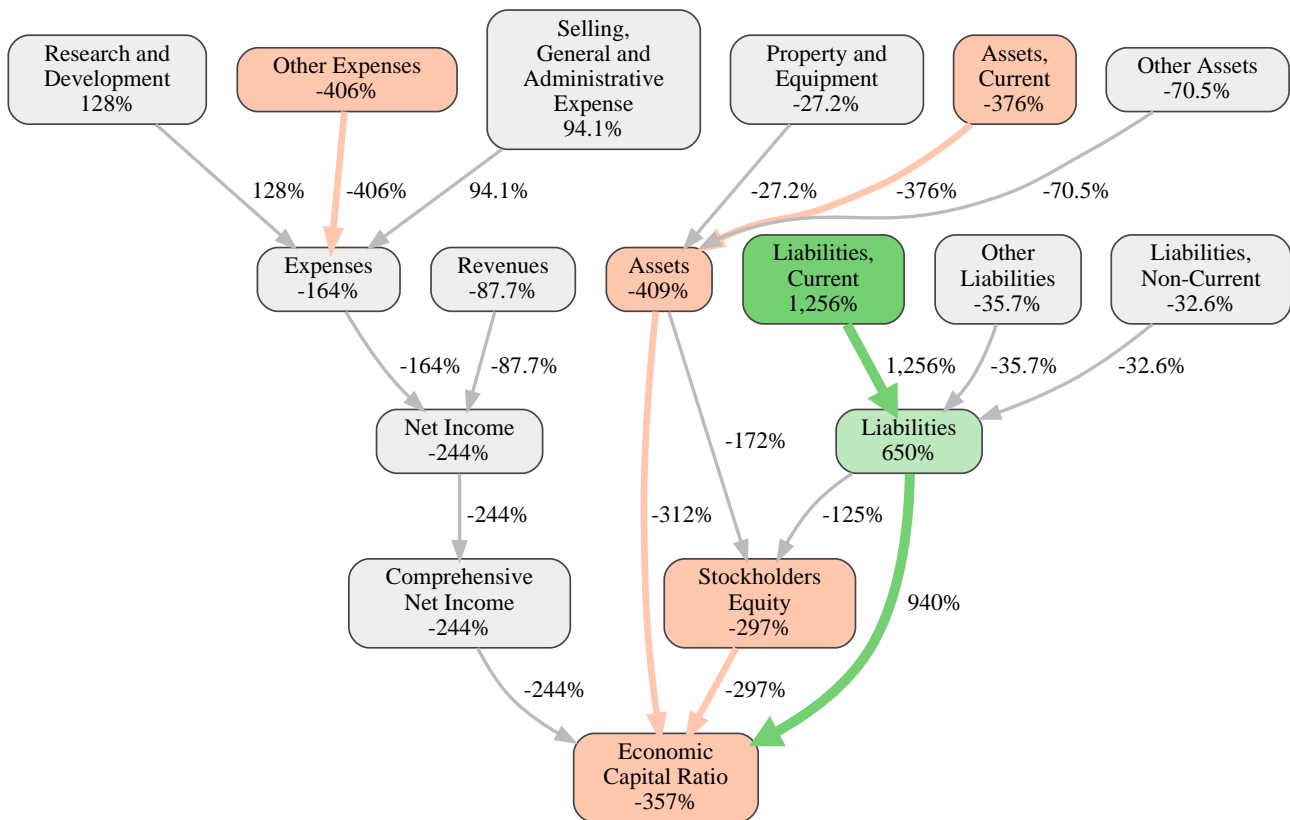 Research and
Development
128%
Other Expenses
-406%
Selling,
General and
Administrative
Expense
94.1%
Property and
Equipment
-27.2%
Assets,
Current
-376%
Other Assets
-70.5%
128%
-406%
94.1%
-27.2%
-376%
-70.5%
Expenses
-164%
Revenues
-87.7%
Assets
-409%
Liabilities,
Current
1,256%
Other
Liabilities
-35.7%
Liabilities,
Non-Current
-32.6%
-164%
-87.7%
1,256%
-35.7%
-32.6%
Net Income
-244%
-172%
Liabilities
650%
-244%
-312%
-125%
Comprehensive
Net Income
-244%
Stockholders
Equity
-297%
940%
-244%
-297%
Economic
Capital Ratio
-357%